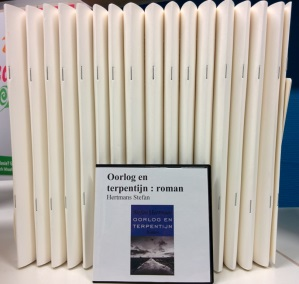 Oorlog en
terpentijn : roman
Hertmans Stefan
OORLOG EN
TERPENTIJN